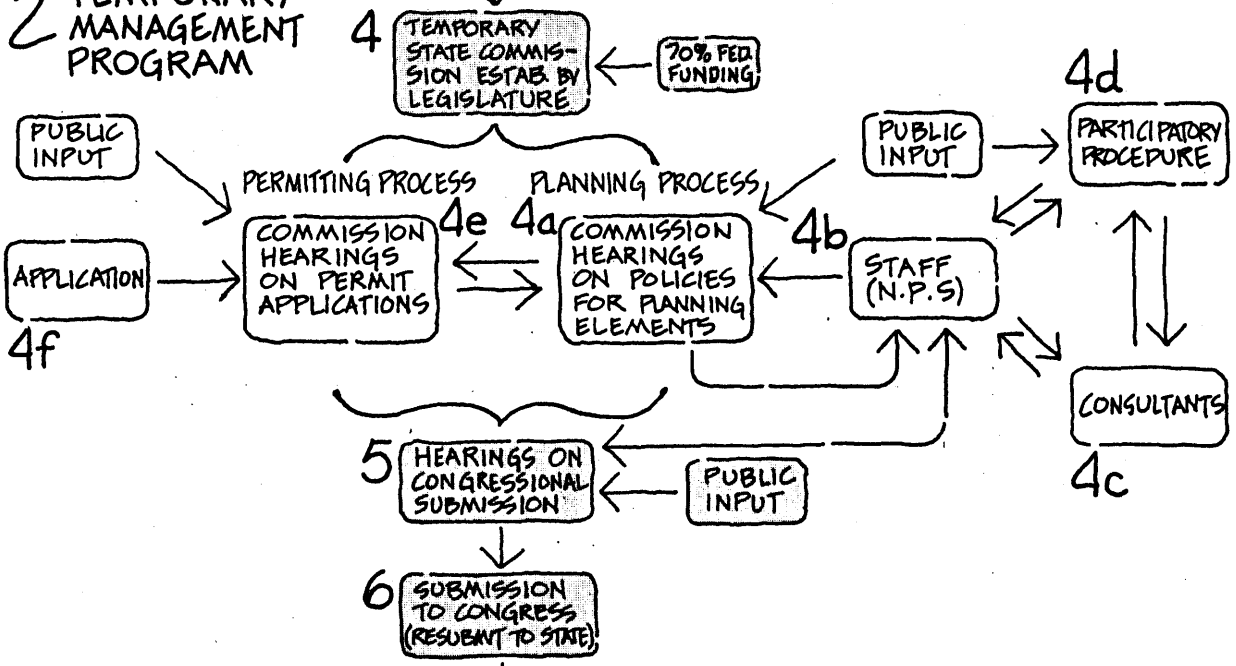 2 TEMPORARY
MANAGEMENT
PROGRAM
4
TEMPORARY
STATE COMMIS-
SION ESTAB. BY
LEGISLATURE
70% FED.
FUNDING
PUBLIC
INPUT
PERMITTING PROCESS
PLANNING PROCESS
PUBLIC
INPUT
4d
PARTICIPATORY
PROCEDURE
4f
APPLICATION
4e
COMMISSION
HEARINGS
ON PERMIT
APPLICATIONS
4a
COMMISSION
HEARINGS
ON POLICIES
FOR PLANNING
ELEMENTS
4b
STAFF
(N.P.S)
CONSULTANTS
4c
5
HEARINGS ON
CONGRESSIONAL
SUBMISSION
PUBLIC
INPUT
6
SUBMISSION
TO CONGRESS
(RESUBMIT TO STATE)